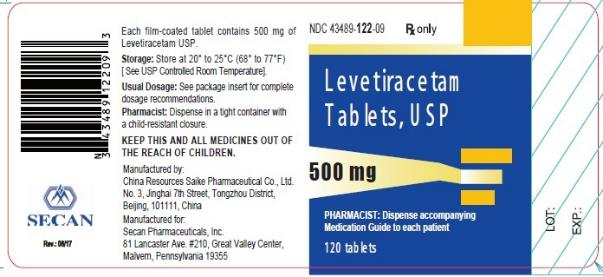 N 3 43489 12209 3
SECAN
Rev.: 08/17
Each film-coated tablet contains 500 mg of
Levetiracetam USP.
Storage: Store at 20° to 25°C (68° to 77°F)
[ See USP Controlled Room Temperature].
Usual Dosage: See package insert for complete
dosage recommendations.
Pharmacist: Dispense in a tight container with
a child-resistant closure.
KEEP THIS AND ALL MEDICINES OUT OF
THE REACH OF CHILDREN.
Manufactured by:
China Resources Saike Pharmaceutical Co., Ltd.
No. 3, Jinghai 7th Street, Tongzhou District,
Beijing, 101111, China
Manufactured for:
Secan Pharmaceuticals, Inc.
81 Lancaster Ave. #210, Great Valley Center,
Malvern, Pennsylvania 19355
NDC 43489-122-09 ℞ only
Levetiracetam
Tablets, USP
500 mg
PHARMACIST: Dispense accompanying
Medication Guide to each patient
120 tablets
LOT:
EXP.: